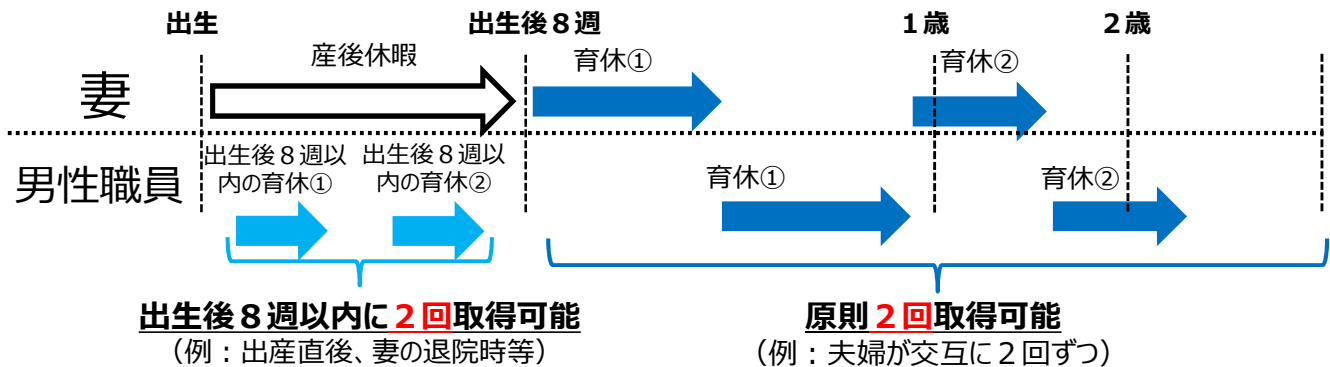 出生
出生後８週
１歳
２歳
妻
産後休暇
育休①
育休②
男性職員
出生後８週以
内の育休①
出生後８週以
内の育休②
育休①
育休②
出生後８週以内に２回取得可能
（例：出産直後、妻の退院時等）
原則２回取得可能
（例：夫婦が交互に２回ずつ）